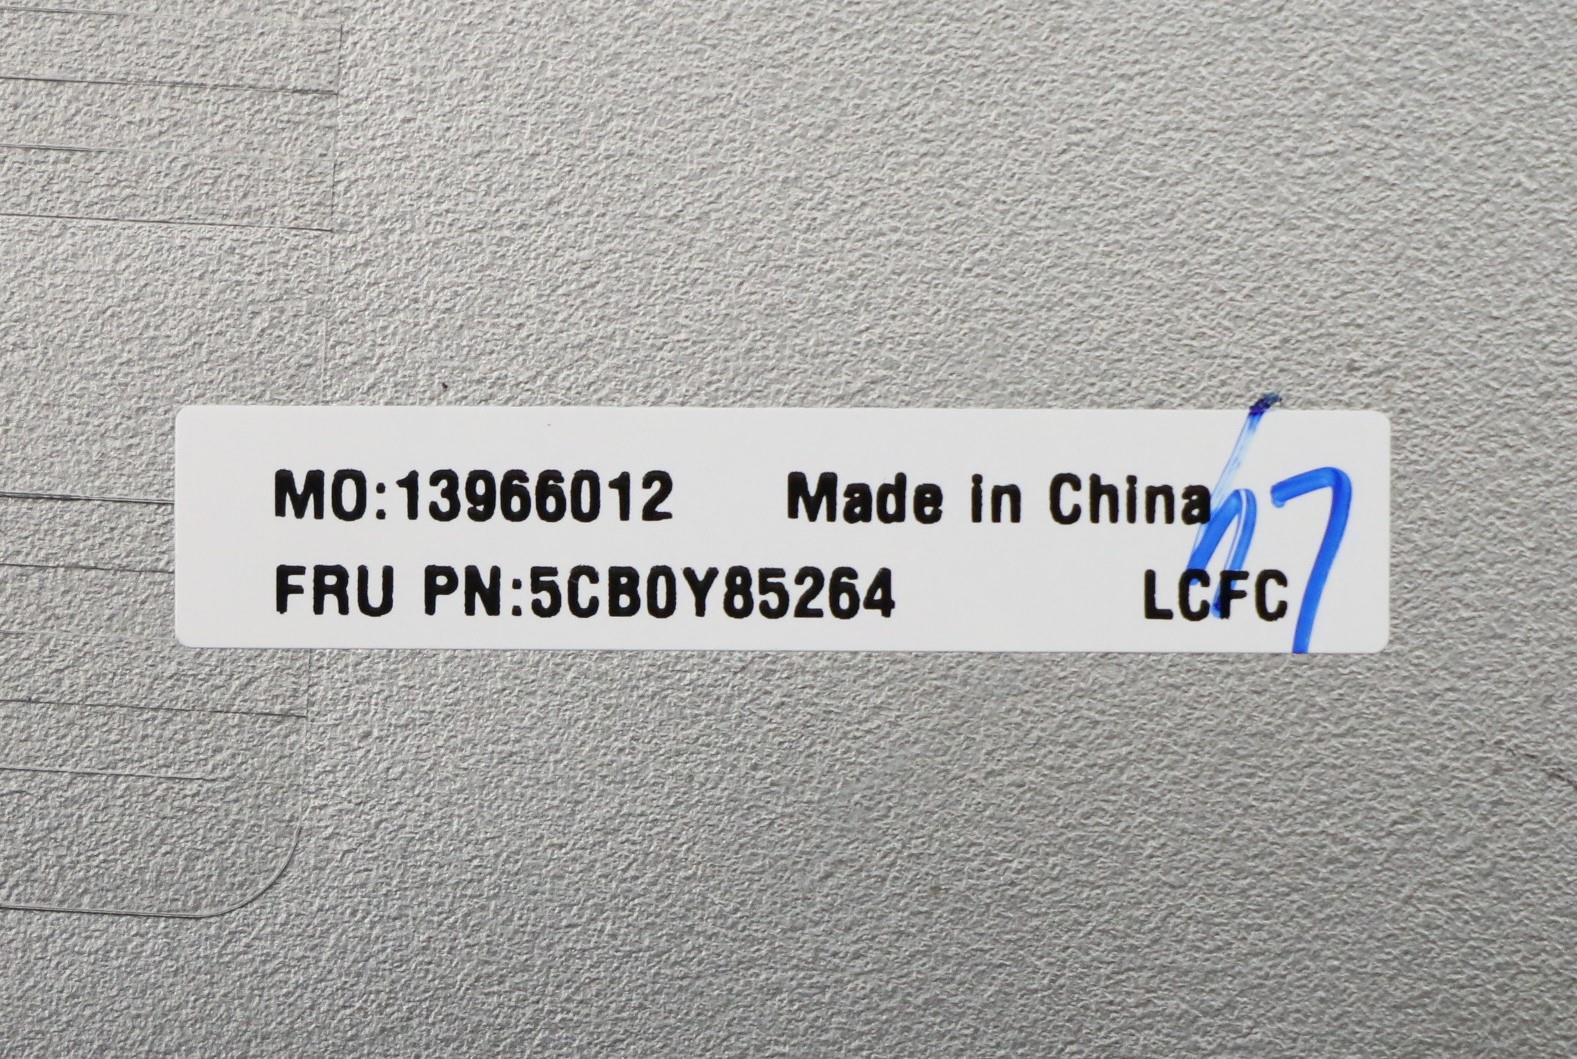 MO:13966012 Made in China
FRU PN:5CB0Y85264 LCFC